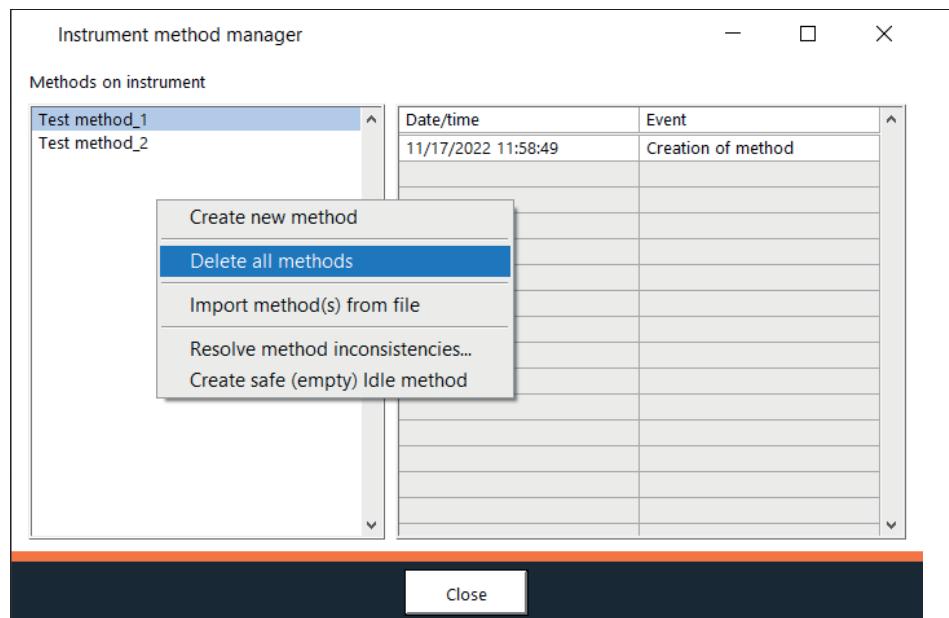 Instrument method manager
Methods on instrument
Test method_1
Test method_2
Date/time Event
11/17/2022 11:58:49 Creation of method
Create new method
Delete all methods
Import method(s) from file
Resolve method inconsistencies...
Create safe (empty) Idle method
Close